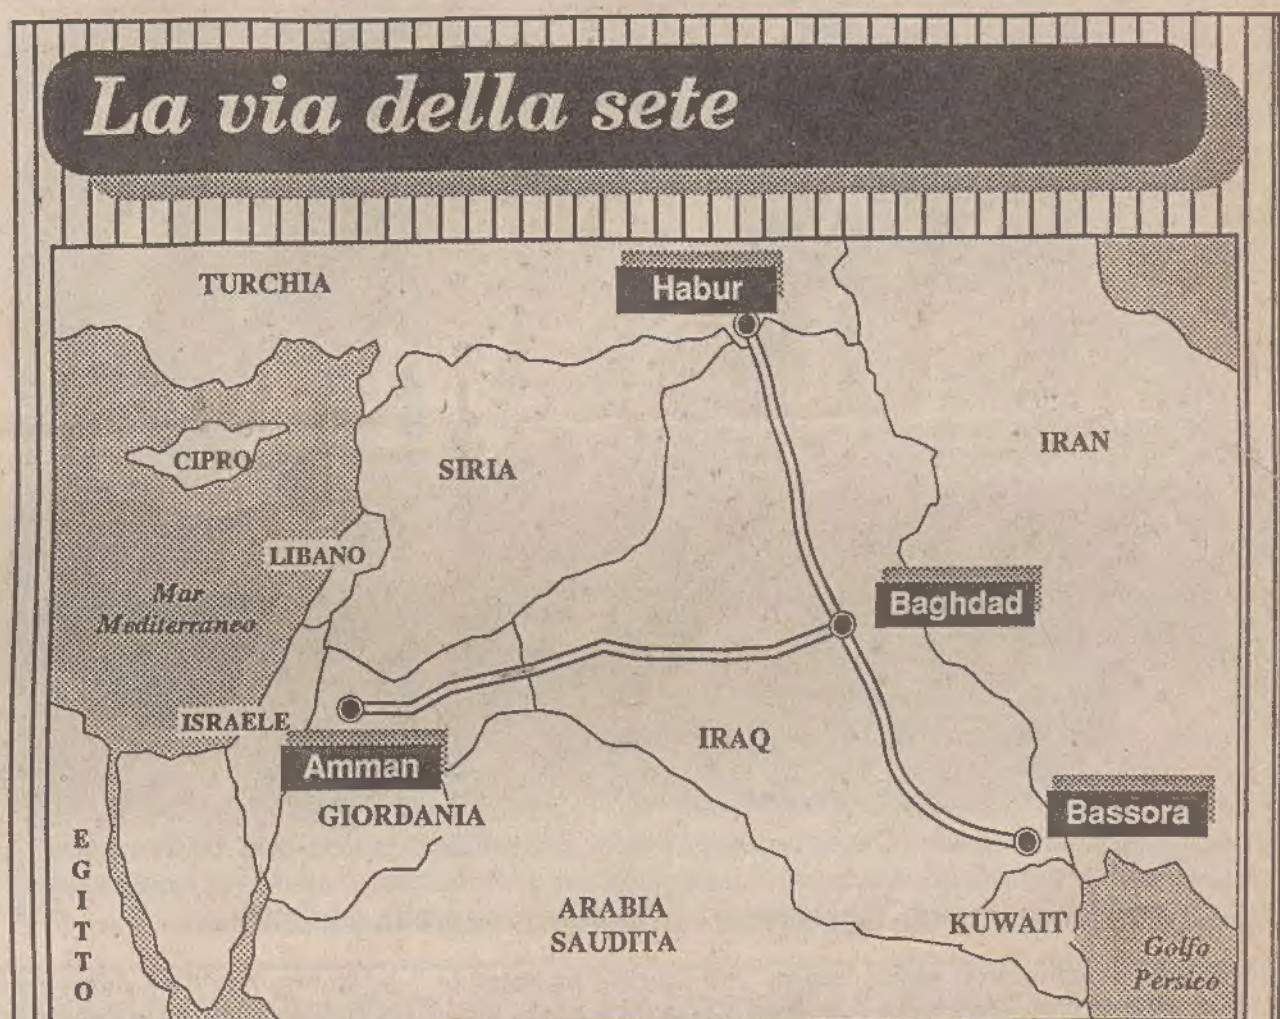 La via della sete
TURCHIA
Habur
IRAN
CIPRO
SIRIA
LIBANO
Mar
Mediterraneo
Baghdad
ISRAELE
IRAQ
Amman
GIORDANIA
Bassora
EGITTO
ARABIA
SAUDITA
KUWAIT
Golfo
Persico